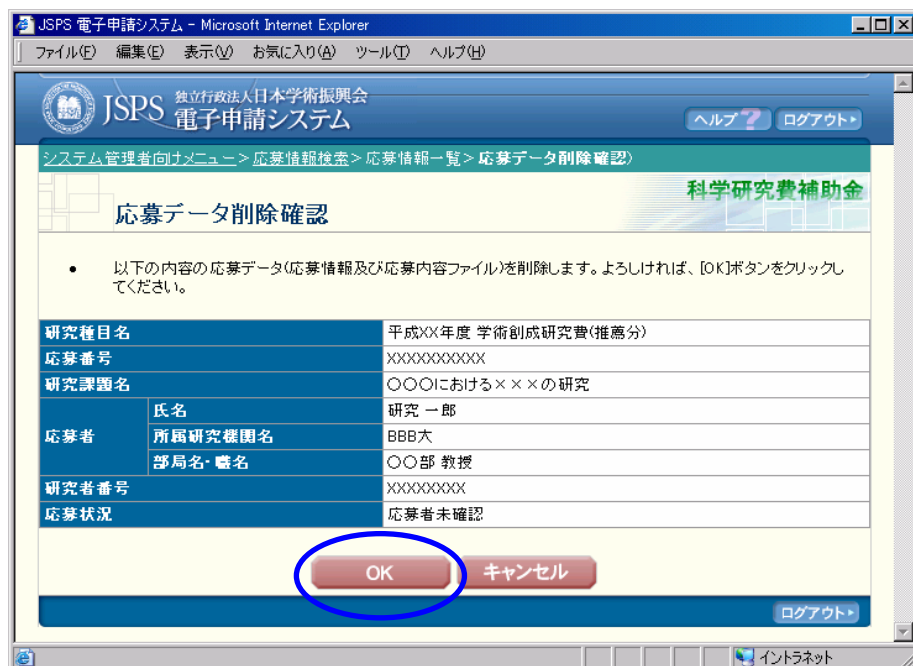 JSPS 電子申請システム - Microsoft Internet Explorer
ファイル(F) 編集(E) 表示(V) お気に入り(A) ツール(T) ヘルプ(H)
JSPS 独立行政法人日本学術振興会
電子申請システム
ヘルプ? ログアウト
システム管理者向けメニュー>応募情報検索>応募情報一覧>応募データ削除確認)
科学研究費補助金
応募データ削除確認
● 以下の内容の応募データ(応募情報及び応募内容ファイル)を削除します。よろしければ、[OK]ボタンをクリックし
てください。
研究種目名 平成XX年度 学術創成研究費(推薦分)
応募番号 XXXXXXXXXX
研究課題名 〇〇〇における×××の研究
氏名 研究 一郎
応募者 所属研究機関名 BBB大
部局名・職名 〇〇部 教授
研究者番号 XXXXXXXX
応募状況 応募者未確認
OK キャンセル
ログアウト
イントラネット